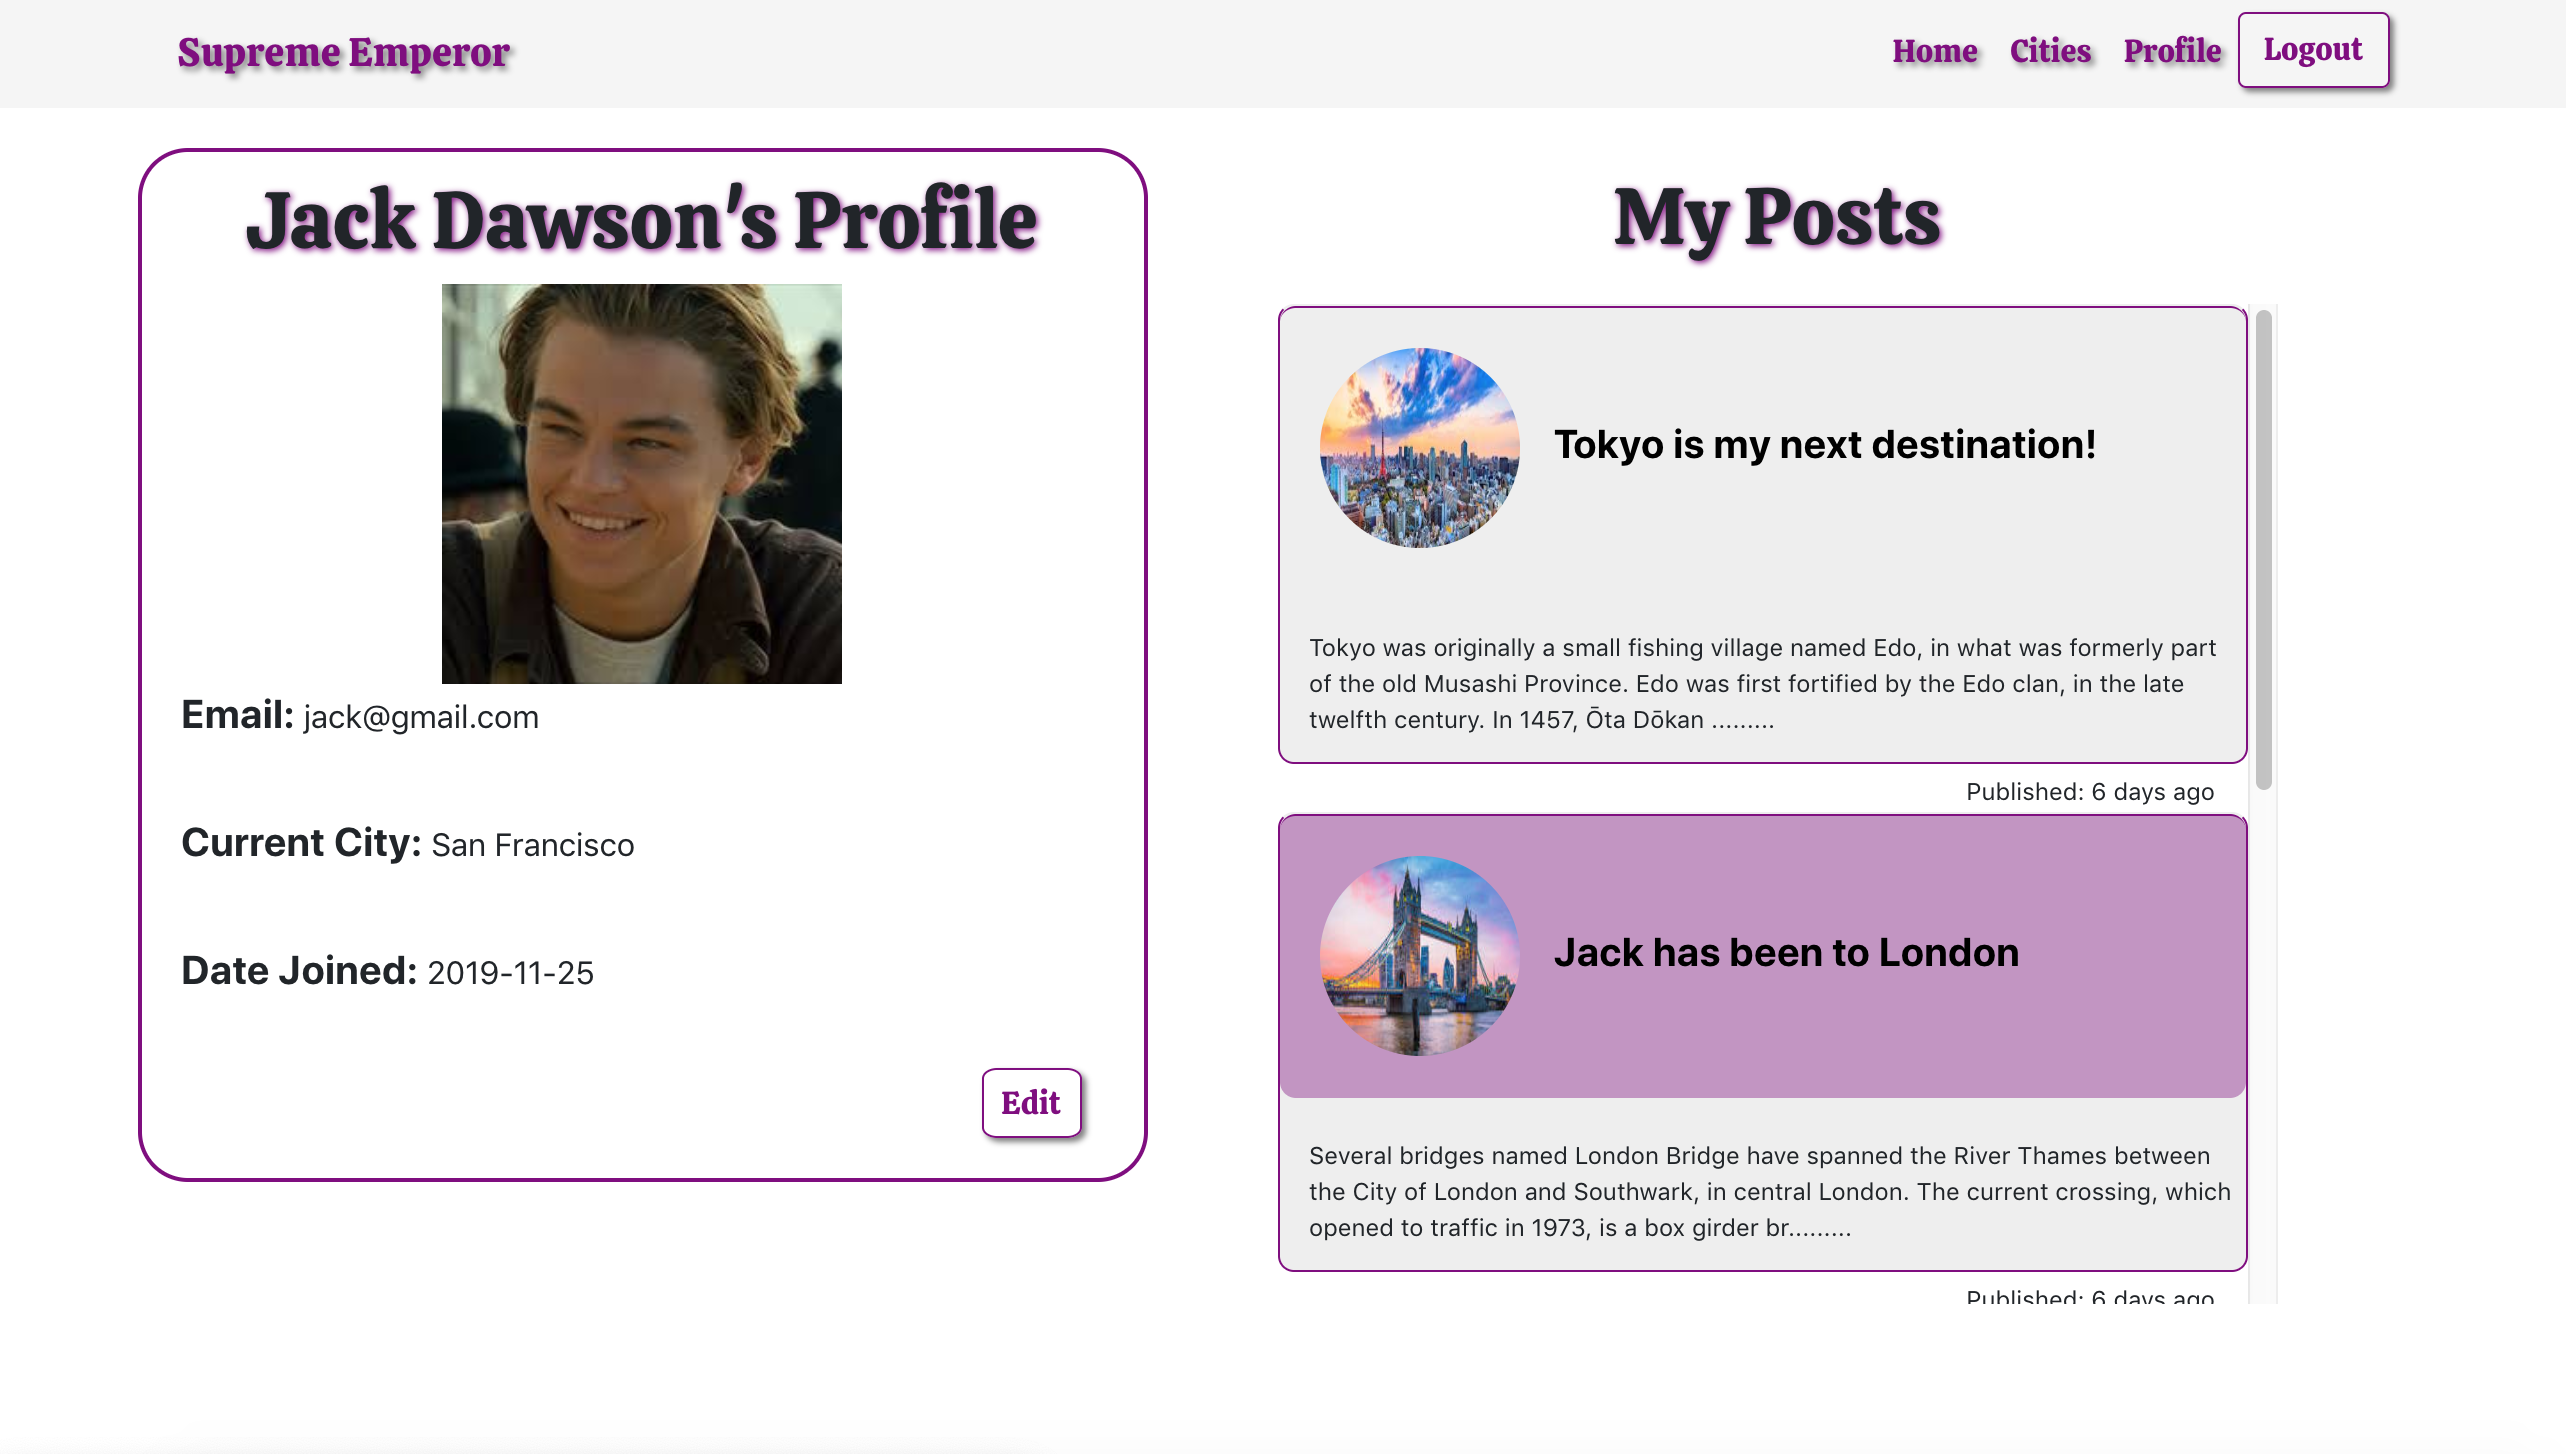 Supreme Emperor
Home Cities Profile Logout
Jack Dawson's Profile
Email: jack@gmail.com
Current City: San Francisco
Date Joined: 2019-11-25
Edit
My Posts
Tokyo is my next destination!
Tokyo was originally a small fishing village named Edo, in what was formerly part
of the old Musashi Province. Edo was first fortified by the Edo clan, in the late
twelfth century. In 1457, Ōta Dōkan .........
Published: 6 days ago
Jack has been to London
Several bridges named London Bridge have spanned the River Thames between
the City of London and Southwark, in central London. The current crossing, which
opened to traffic in 1973, is a box girder br.........
Published: 6 days ago